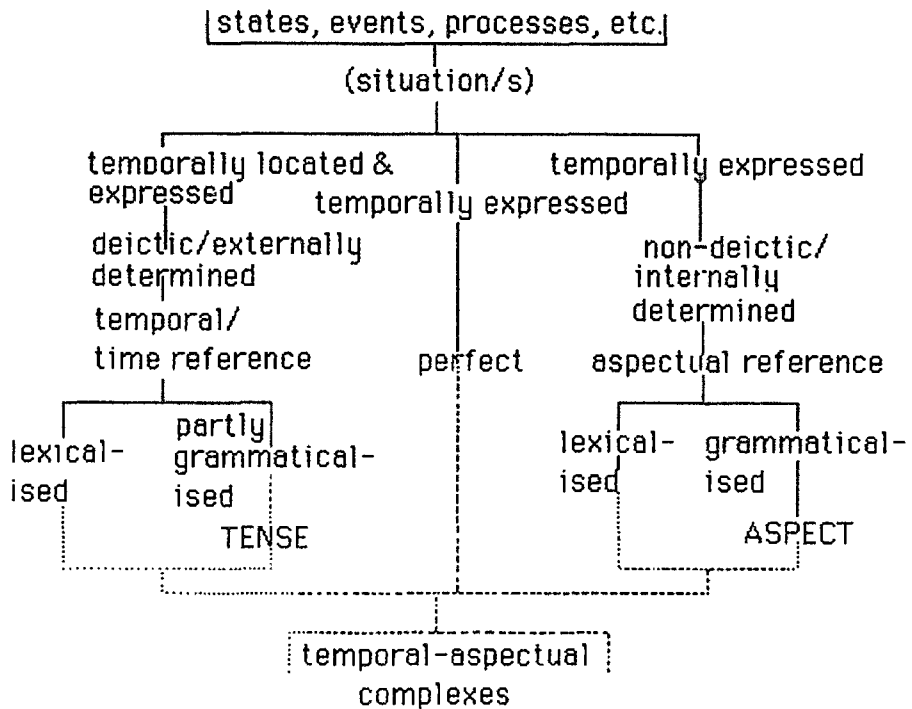 states, events, processes, etc.
(situation/s)
temporally located &
expressed
temporally expressed
temporally expressed
deictic/externally
determined
non-deictic/
internally
determined
temporal/
time reference
perfect
aspectual reference
lexical-
ised
partly
grammatical-
ised
TENSE
lexical-
ised
grammatical-
ised
ASPECT
temporal-aspectual
complexes